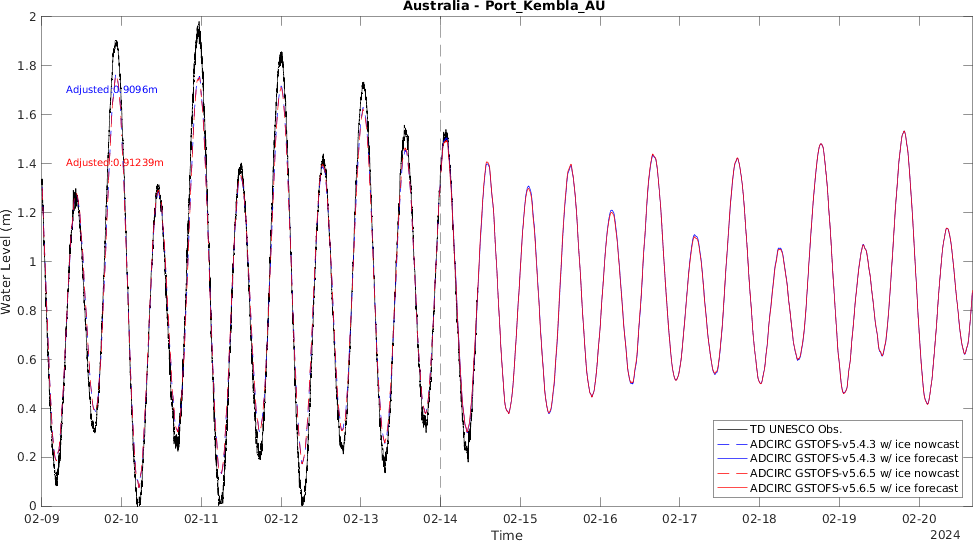 Australia - Port_Kembla_AU
Water Level (m)
2
1.8
1.6
1.4
1.2
1
0.8
0.6
0.4
0.2
0
Adjusted:0.9096m
Adjusted:0.91239m
TD UNESCO Obs.
ADCIRC GSTOFS-v5.4.3 w/ ice nowcast
ADCIRC GSTOFS-v5.4.3 w/ ice forecast
ADCIRC GSTOFS-v5.6.5 w/ ice nowcast
ADCIRC GSTOFS-v5.6.5 w/ ice forecast
02-09 02-10 02-11 02-12 02-13 02-14 02-15 02-16 02-17 02-18 02-19 02-20
Time
2024